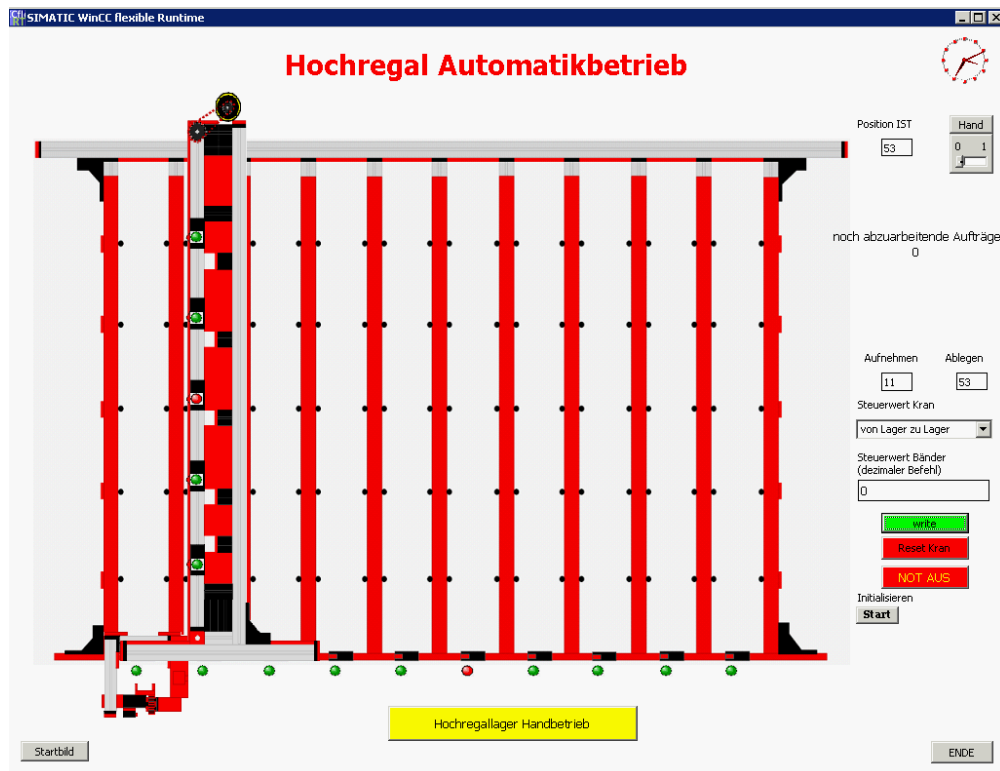 SIMATIC WinCC flexible Runtime
Hochregal Automatikbetrieb
Position IST
53
Hand
0 1
noch abzuarbeitende Aufträge
0
Aufnehmen Ablegen
11 53
Steuerwert Kran
von Lager zu Lager
Steuerwert Bänder
(dezimaler Befehl)
0
write
Reset Kran
NOT AUS
Initialisieren
Start
Hochregallager Handbetrieb
Startbild
ENDE